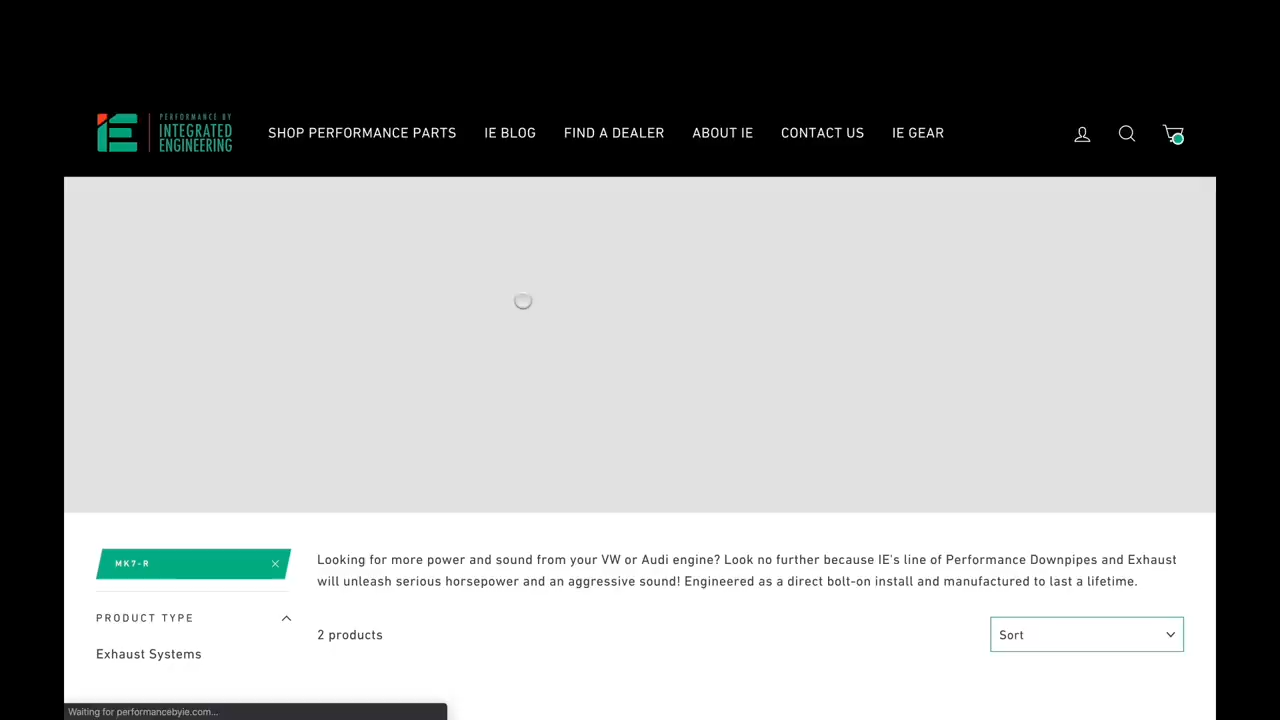 PERFORMANCE BY
INTEGRATED
ENGINEERING
SHOP PERFORMANCE PARTS IE BLOG FIND A DEALER ABOUT IE CONTACT US IE GEAR
MK7-R
Looking for more power and sound from your VW or Audi engine? Look no further because IE's line of Performance Downpipes and Exhaust
will unleash serious horsepower and an aggressive sound! Engineered as a direct bolt-on install and manufactured to last a lifetime.
PRODUCT TYPE
2 products
Sort
Exhaust Systems
Waiting for performancebyie.com...